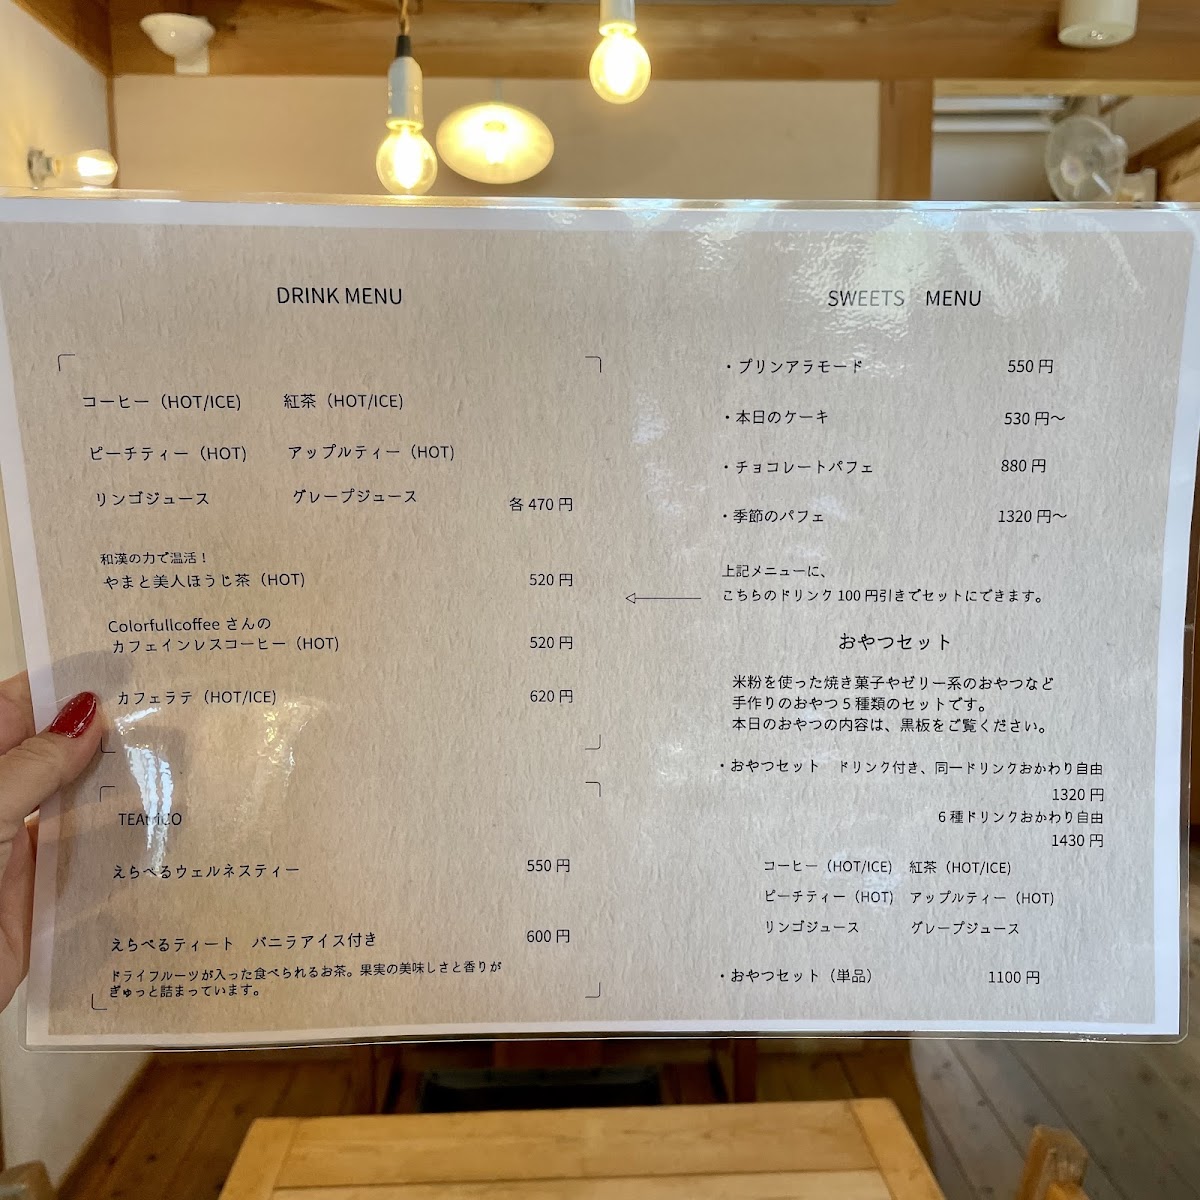 DRINK MENU
コーヒー（HOT/ICE） 紅茶（HOT/ICE）
ピーチティー（HOT） アップルティー（HOT）
リンゴジュース グレープジュース 各 470 円
和漢の力で温活！
やまと美人ほうじ茶（HOT） 520 円
Colorfullcoffee さんの
カフェインレスコーヒー（HOT） 520 円
カフェラテ（HOT/ICE） 620 円
えらべるウェルネスティー 550 円
えらべるティート バニラアイス付き 600 円
ドライフルーツが入った食べられるお茶。果実の美味しさと香りが
ぎゅっと詰まっています。
SWEETS MENU
・プリンアラモード 550 円
・本日のケーキ 530 円〜
・チョコレートパフェ 880 円
・季節のパフェ 1320 円〜
上記メニューに、
こちらのドリンク 100 円引きでセットにできます。
おやつセット
米粉を使った焼き菓子やゼリー系のおやつなど
手作りのおやつ 5 種類のセットです。
本日のおやつの内容は、黒板をご覧ください。
・おやつセット ドリンク付き、同一ドリンクおかわり自由
1320 円
6 種ドリンクおかわり自由
1430 円
コーヒー（HOT/ICE） 紅茶（HOT/ICE）
ピーチティー（HOT） アップルティー（HOT）
リンゴジュース グレープジュース
・おやつセット（単品） 1100 円